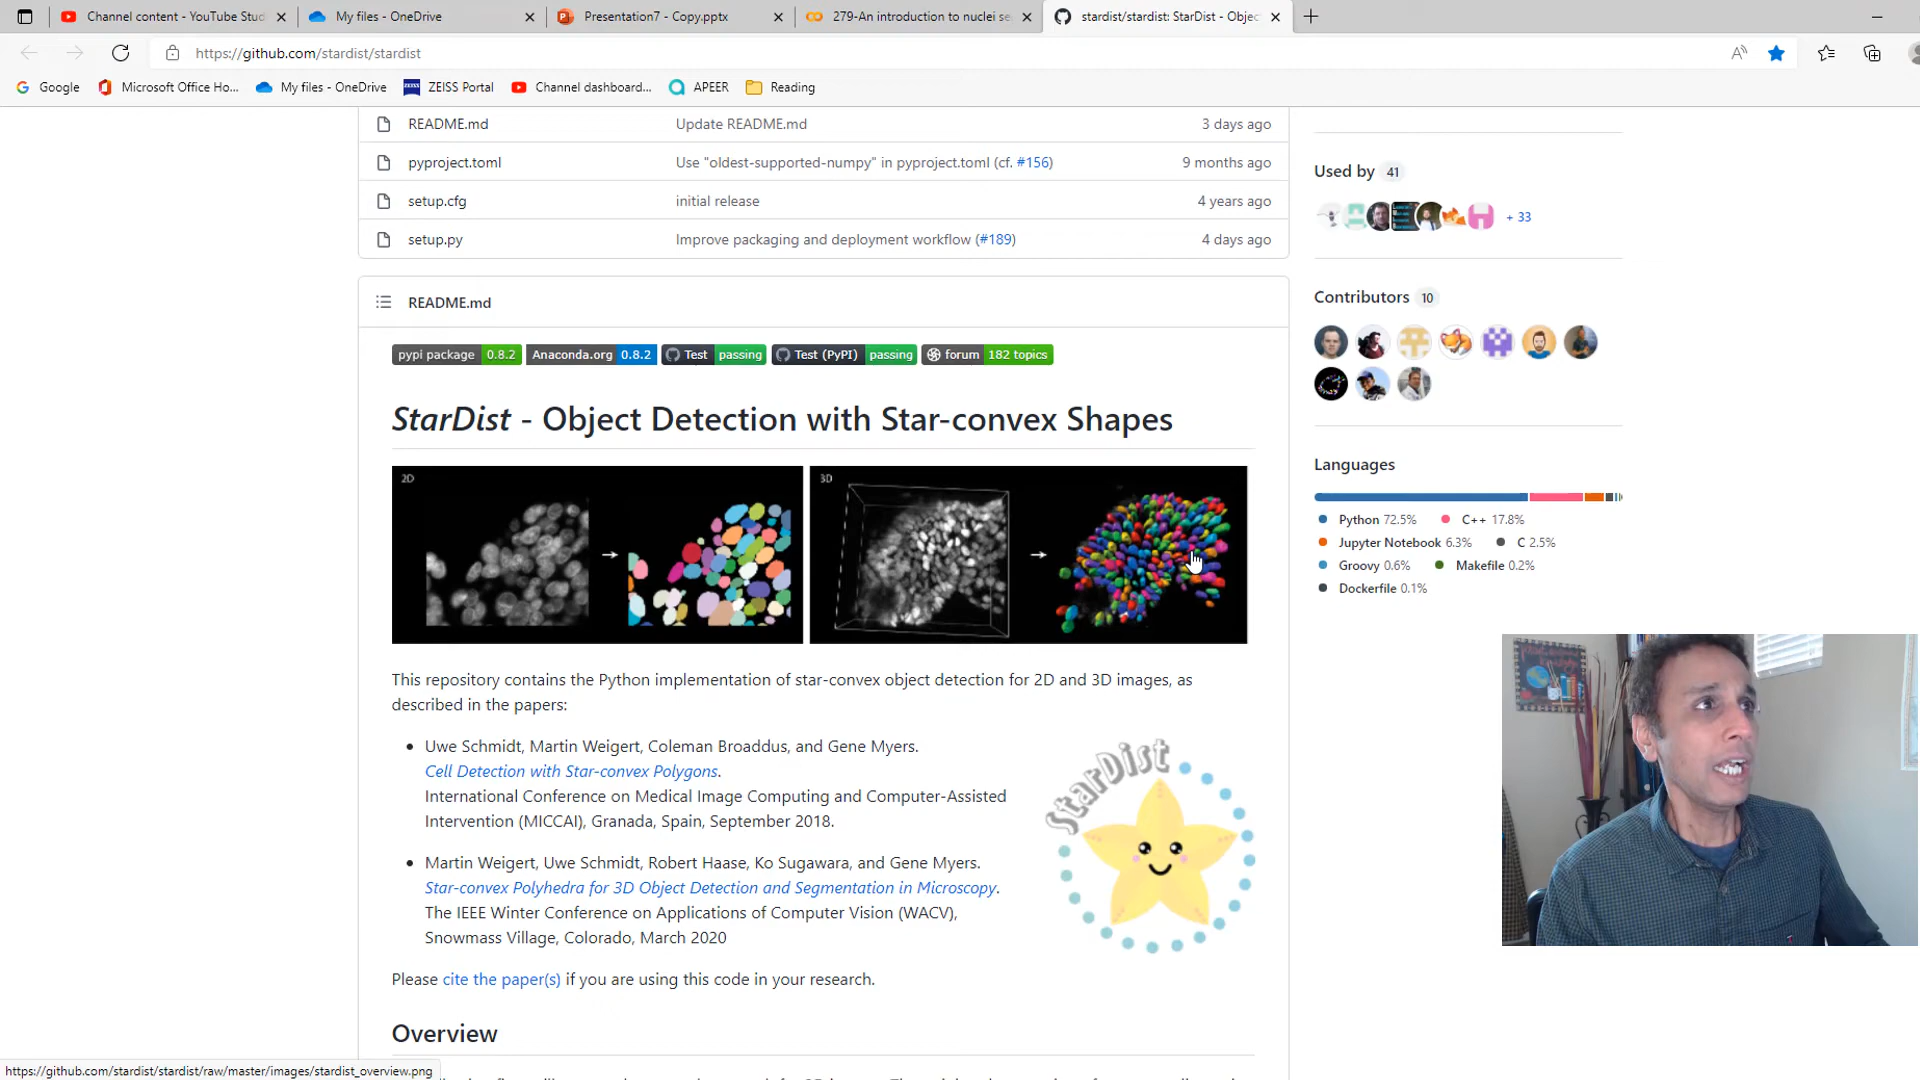 Channel content - YouTube Stud
My files - OneDrive
Presentation7 - Copy.pptx
279-An introduction to nuclei se
stardist/stardist: StarDist - Objec
https://github.com/stardist/stardist
Google
Microsoft Office Ho...
My files - OneDrive
ZEISS Portal
Channel dashboard...
APEER
Reading
README.md Update README.md 3 days ago
pyproject.toml Use "oldest-supported-numpy" in pyproject.toml (cf. #156) 9 months ago
setup.cfg initial release 4 years ago
setup.py Improve packaging and deployment workflow (#189) 4 days ago
README.md
pypi package 0.8.2 Anaconda.org 0.8.2 Test passing Test (PyPI) passing forum 182 topics
StarDist - Object Detection with Star-convex Shapes
2D
3D
This repository contains the Python implementation of star-convex object detection for 2D and 3D images, as
described in the papers:
Uwe Schmidt, Martin Weigert, Coleman Broaddus, and Gene Myers.
Cell Detection with Star-convex Polygons.
International Conference on Medical Image Computing and Computer-Assisted
Intervention (MICCAI), Granada, Spain, September 2018.
Martin Weigert, Uwe Schmidt, Robert Haase, Ko Sugawara, and Gene Myers.
Star-convex Polyhedra for 3D Object Detection and Segmentation in Microscopy.
The IEEE Winter Conference on Applications of Computer Vision (WACV),
Snowmass Village, Colorado, March 2020
StarDist
Please cite the paper(s) if you are using this code in your research.
Overview
Used by 41
+ 33
Contributors 10
Languages
Python 72.5% C++ 17.8%
Jupyter Notebook 6.3% C 2.5%
Groovy 0.6% Makefile 0.2%
Dockerfile 0.1%
https://github.com/stardist/stardist/raw/master/images/stardist_overview.png